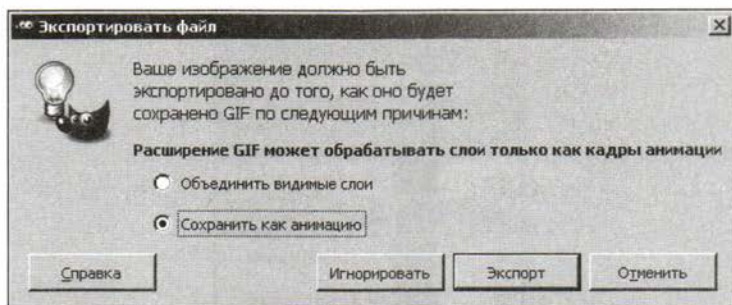 Экспортировать файл
Ваше изображение должно быть
экспортировано до того, как оно будет
сохранено GIF по следующим причинам:
Расширение GIF может обрабатывать слои только как кадры анимации
Объединить видимые слои
Сохранить как анимацию
Справка Игнорировать Экспорт Отменить